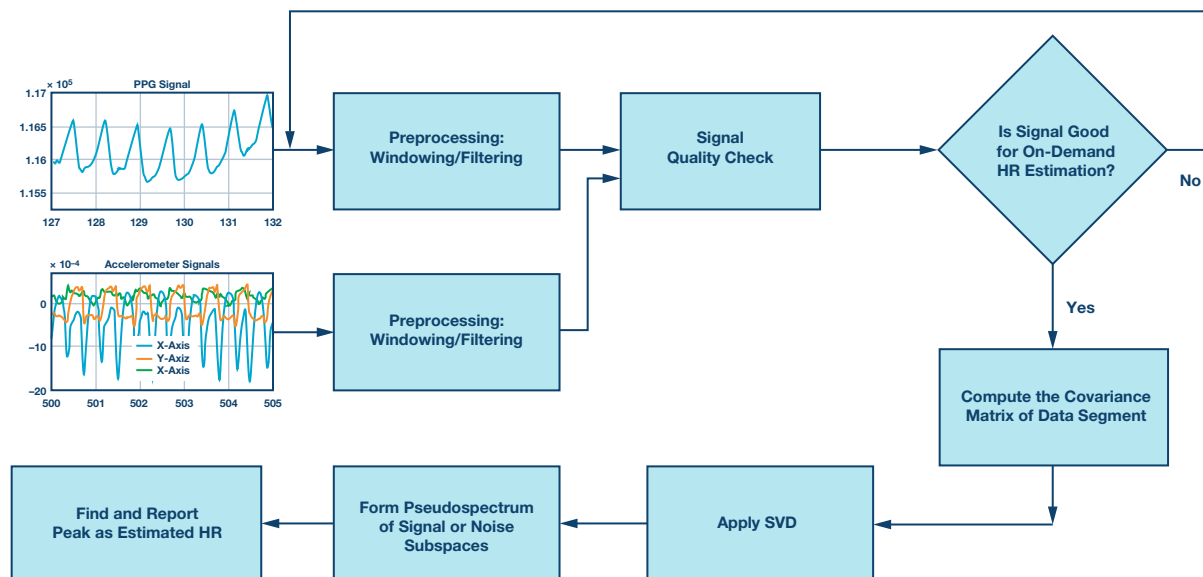 PPG Signal
× 10⁵
1.17
1.165
1.16
1.155
127 128 129 130 131 132
Preprocessing:
Windowing/Filtering
Signal
Quality Check
Is Signal Good
for On-Demand
HR Estimation?
No
Yes
Accelerometer Signals
× 10⁻⁴
0
–10
–20
X-Axis
Y-Axiz
X-Axis
500 501 502 503 504 505
Preprocessing:
Windowing/Filtering
Compute the Covariance
Matrix of Data Segment
Apply SVD
Form Pseudospectrum
of Signal or Noise
Subspaces
Find and Report
Peak as Estimated HR